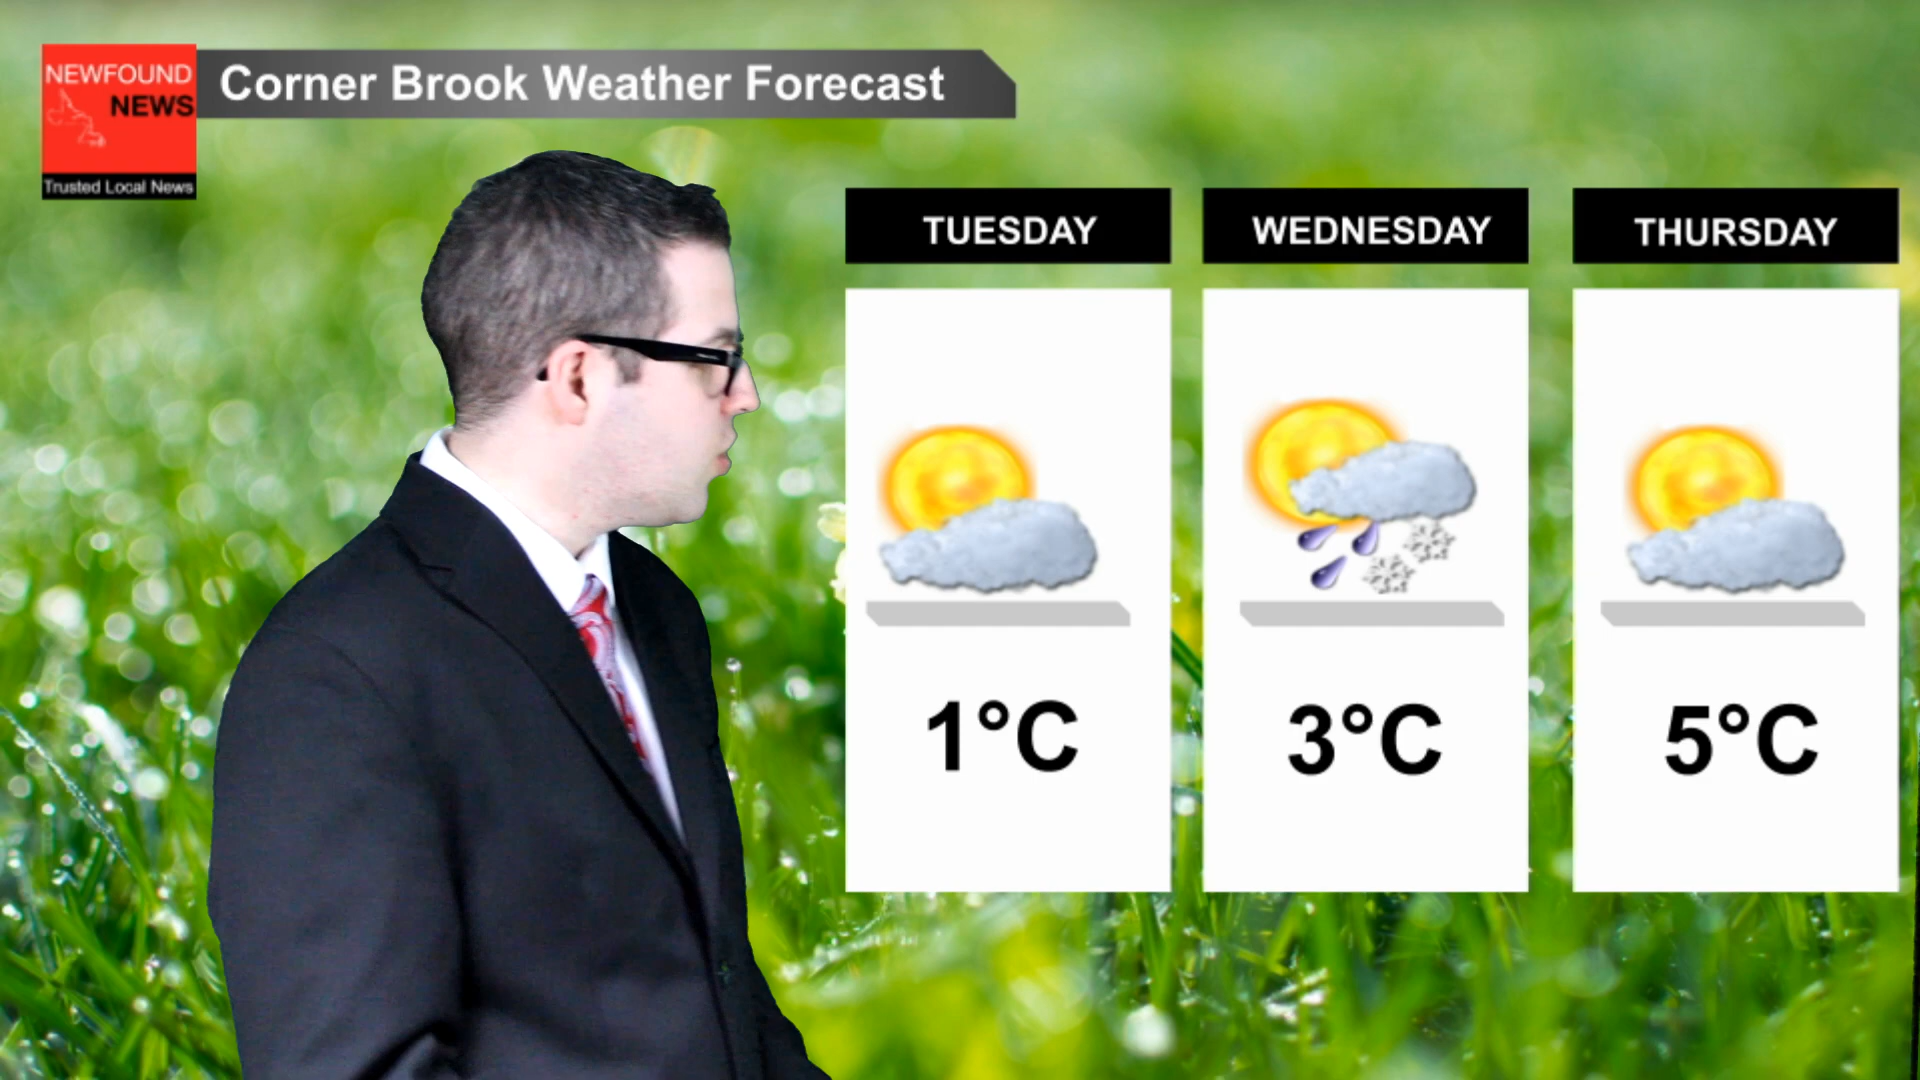 NEWFOUND
NEWS
Trusted Local News
Corner Brook Weather Forecast
TUESDAY
WEDNESDAY
THURSDAY
1°C
3°C
5°C